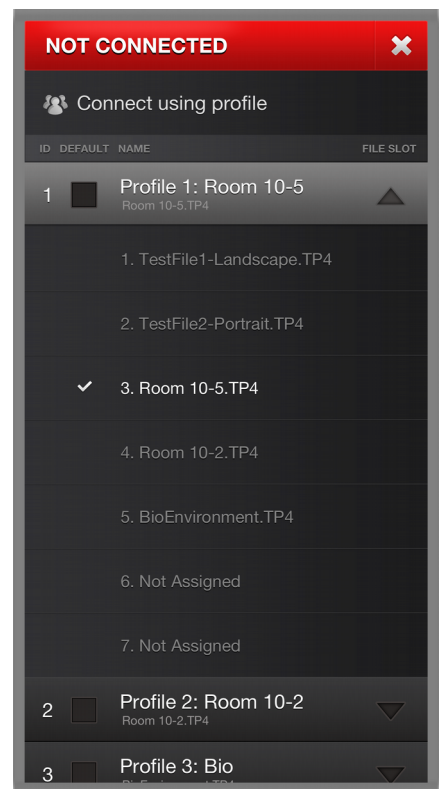 NOT CONNECTED
Connect using profile
ID DEFAULT NAME FILE SLOT
1 Profile 1: Room 10-5
Room 10-5.TP4
1. TestFile1-Landscape.TP4
2. TestFile2-Portrait.TP4
3. Room 10-5.TP4
4. Room 10-2.TP4
5. BioEnvironment.TP4
6. Not Assigned
7. Not Assigned
2 Profile 2: Room 10-2
Room 10-2.TP4
3 Profile 3: Bio